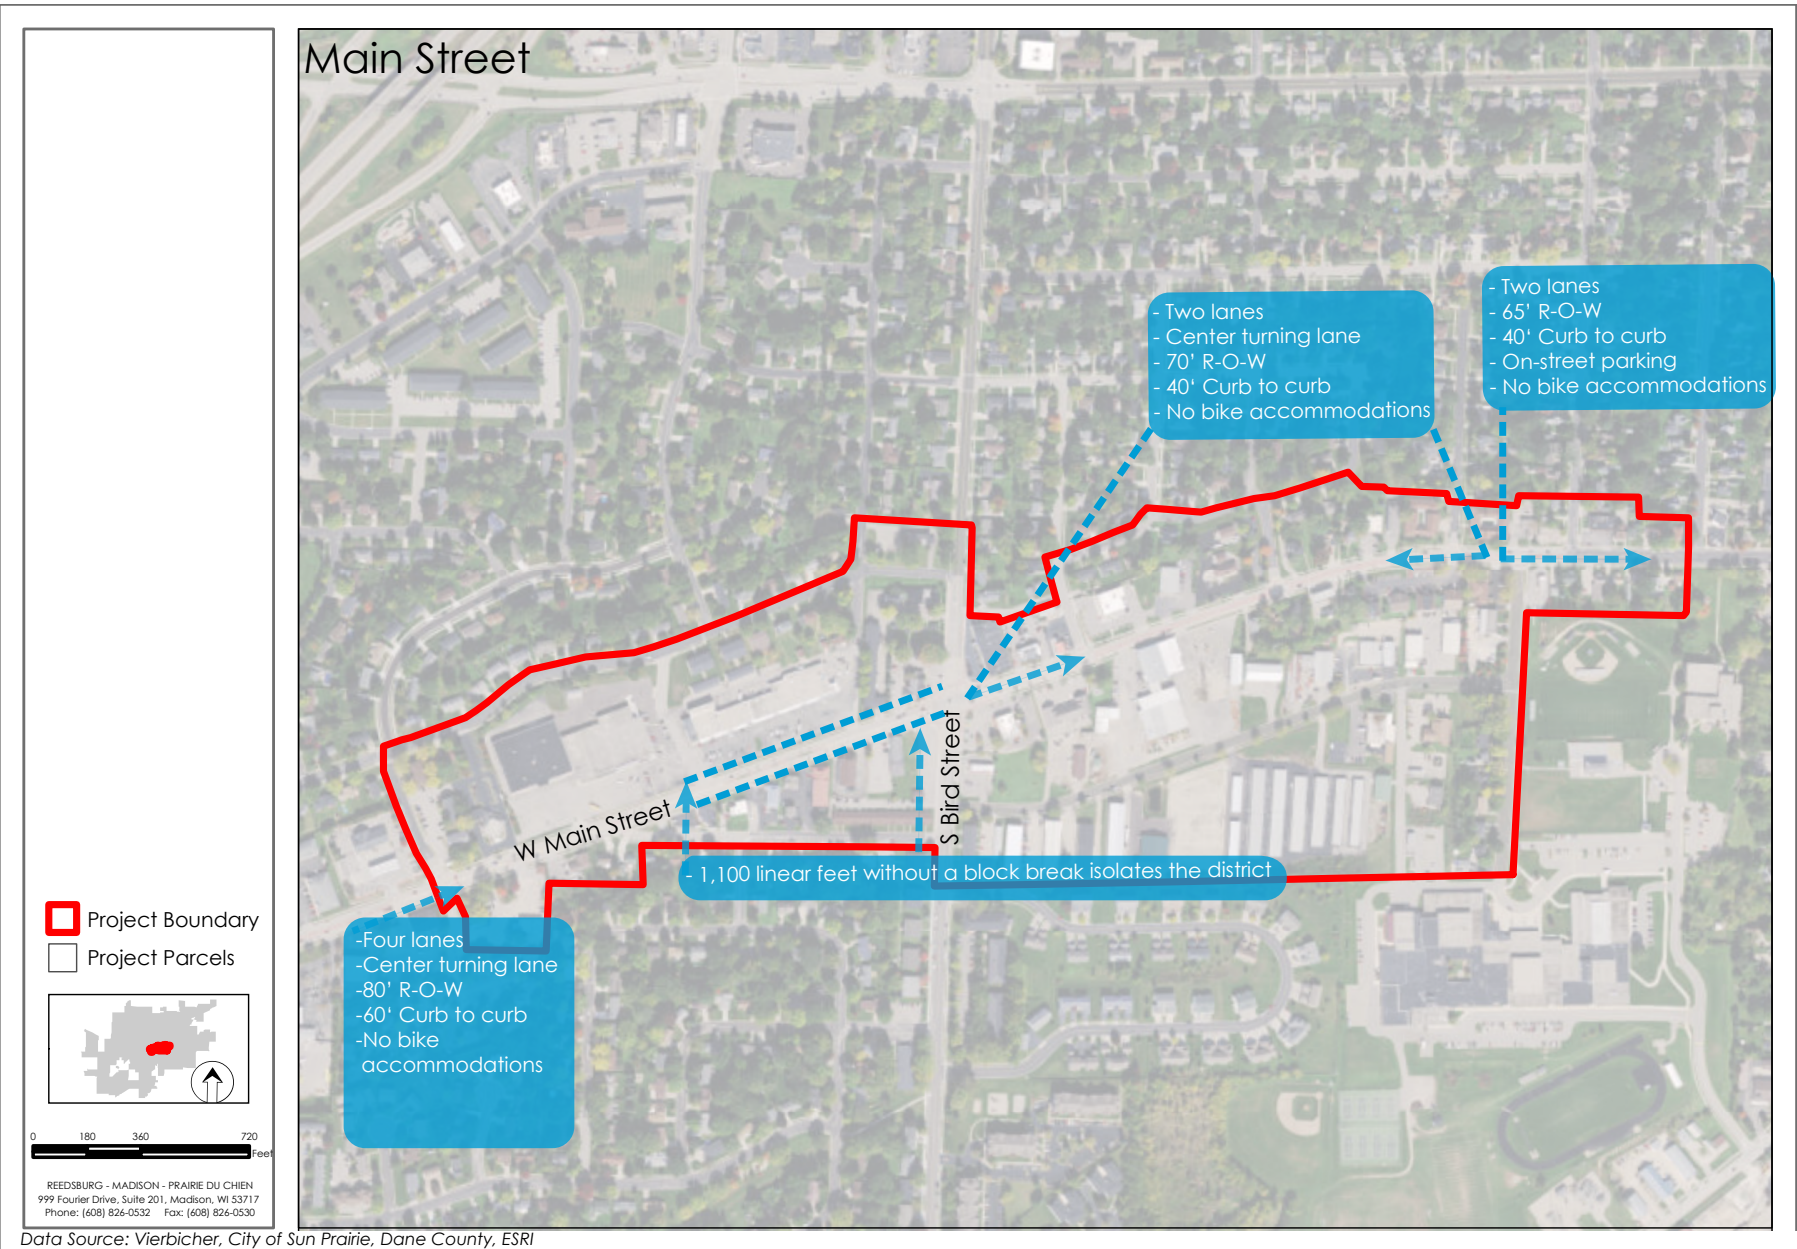 Main Street
- Two lanes
- Center turning lane
- 70' R-O-W
- 40' Curb to curb
- No bike accommodations
- Two lanes
- 65' R-O-W
- 40' Curb to curb
- On-street parking
- No bike accommodations
W Main Street
S Bird Street
- 1,100 linear feet without a block break isolates the district
-Four lanes
-Center turning lane
-80' R-O-W
-60' Curb to curb
-No bike
accommodations
Project Boundary
Project Parcels
0 180 360 720
Feet
REEDSBURG - MADISON - PRAIRIE DU CHIEN
999 Fourier Drive, Suite 201, Madison, WI 53717
Phone: (608) 826-0532 Fax: (608) 826-0530
Data Source: Vierbicher, City of Sun Prairie, Dane County, ESRI